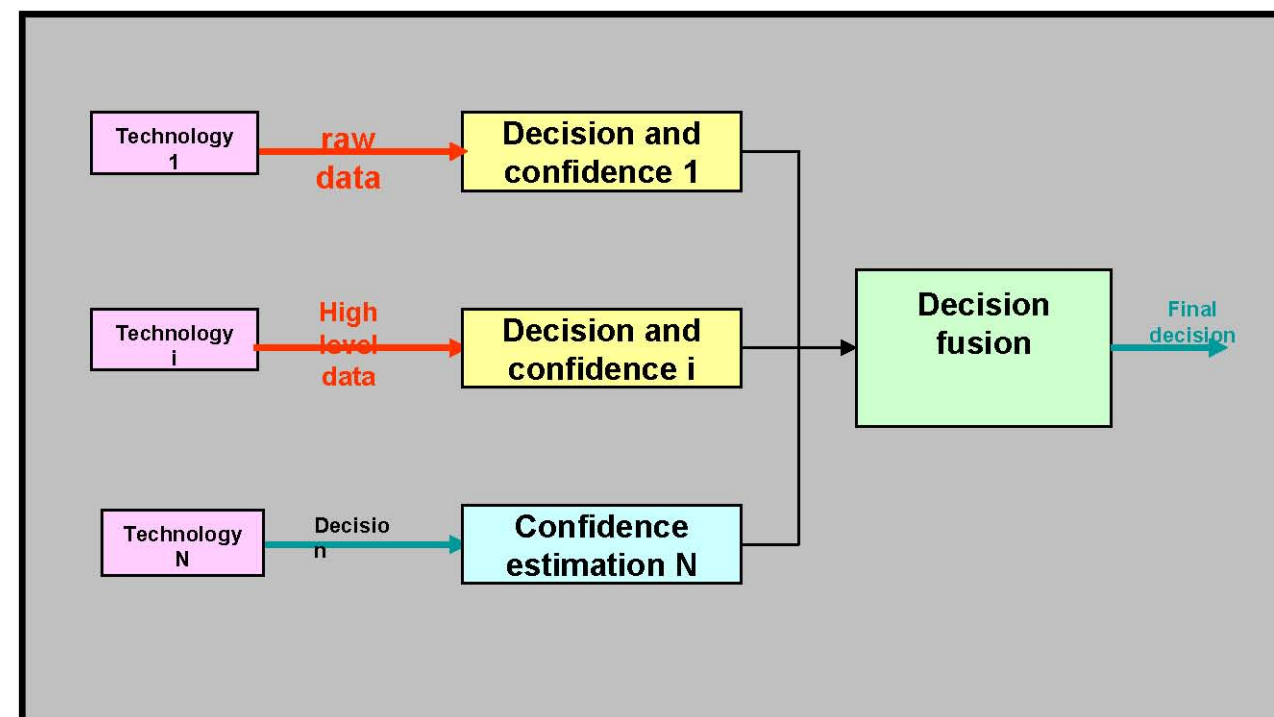 Technology
1
raw
data
Decision and
confidence 1
Technology
i
High
level
data
Decision and
confidence i
Decision
fusion
Final
decision
Technology
N
Decisio
n
Confidence
estimation N